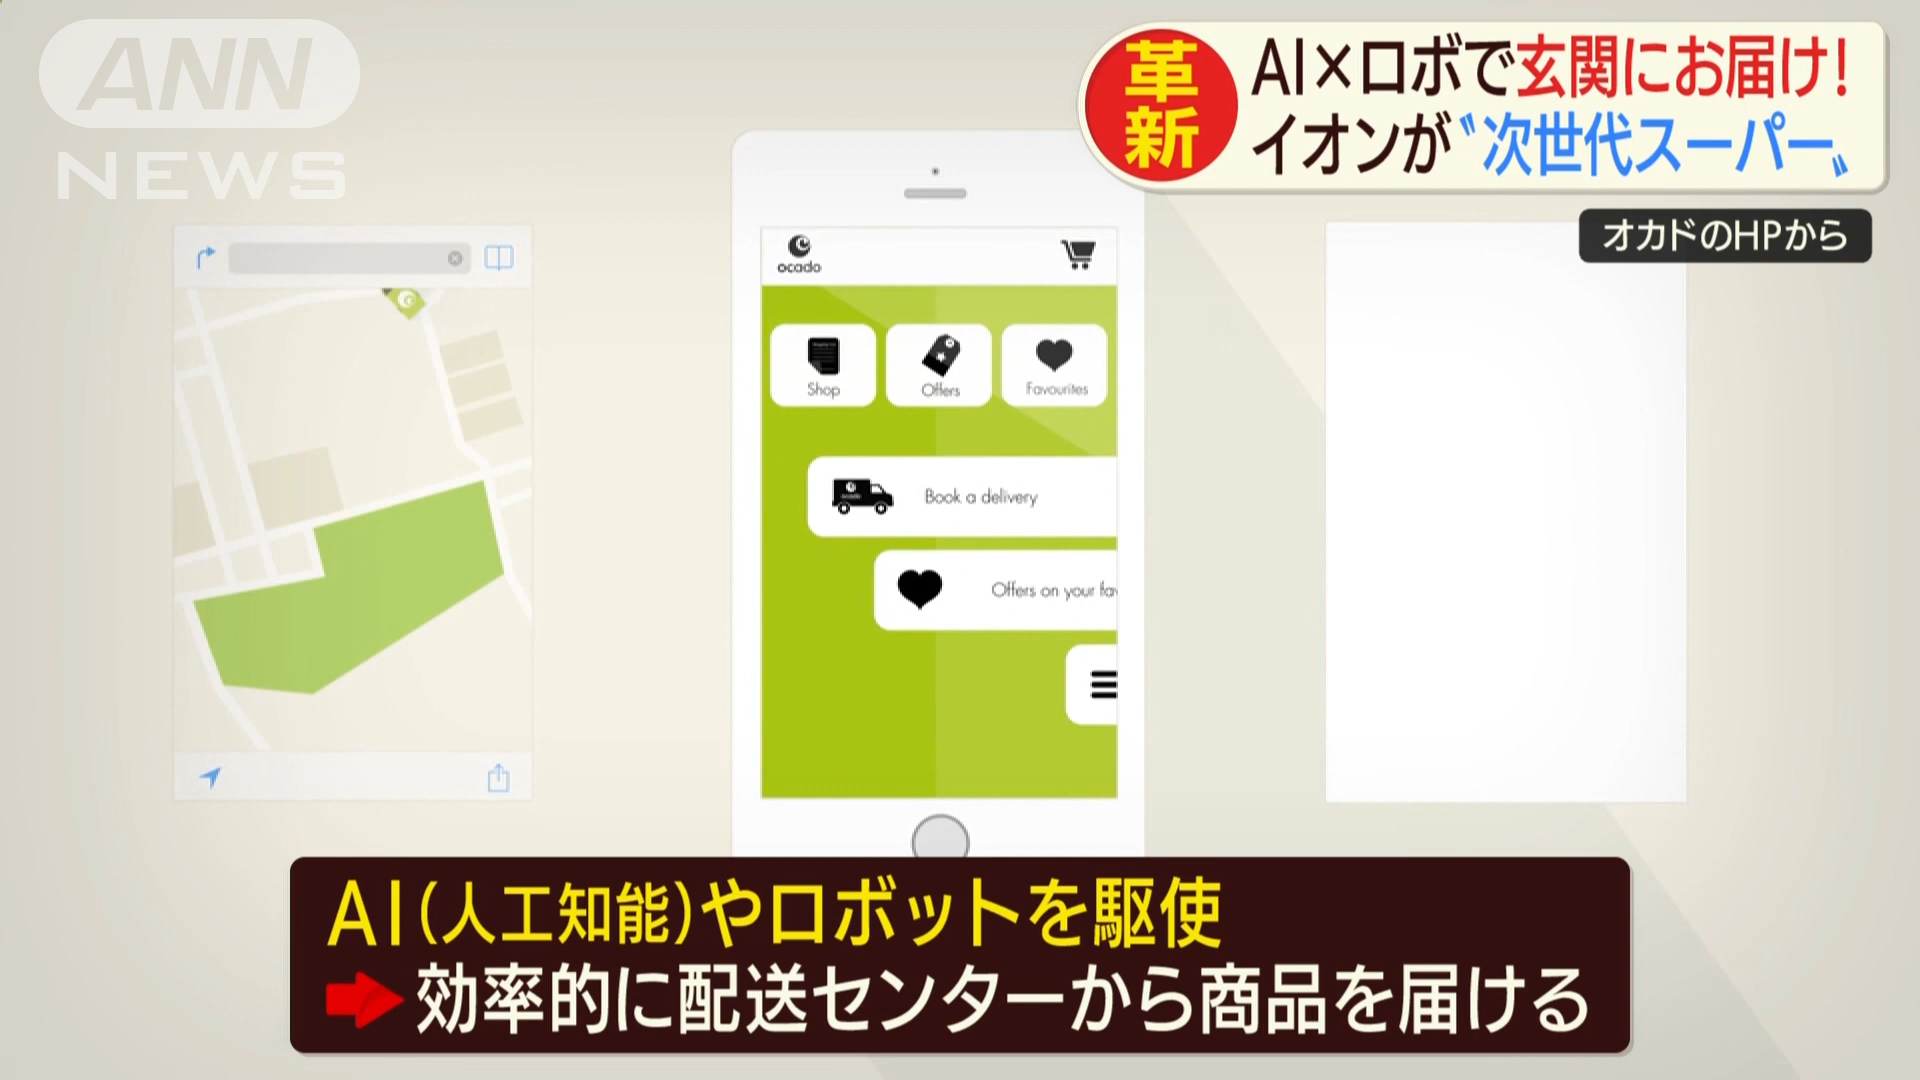 ANN
NEWS
革新
AI×ロボで玄関にお届け!
イオンが〝次世代スーパー〟
オカドのHPから
ocado
Shop
Offers
Favourites
ocado
Book a delivery
Offers on your fav
AI(人工知能)やロボットを駆使
効率的に配送センターから商品を届ける